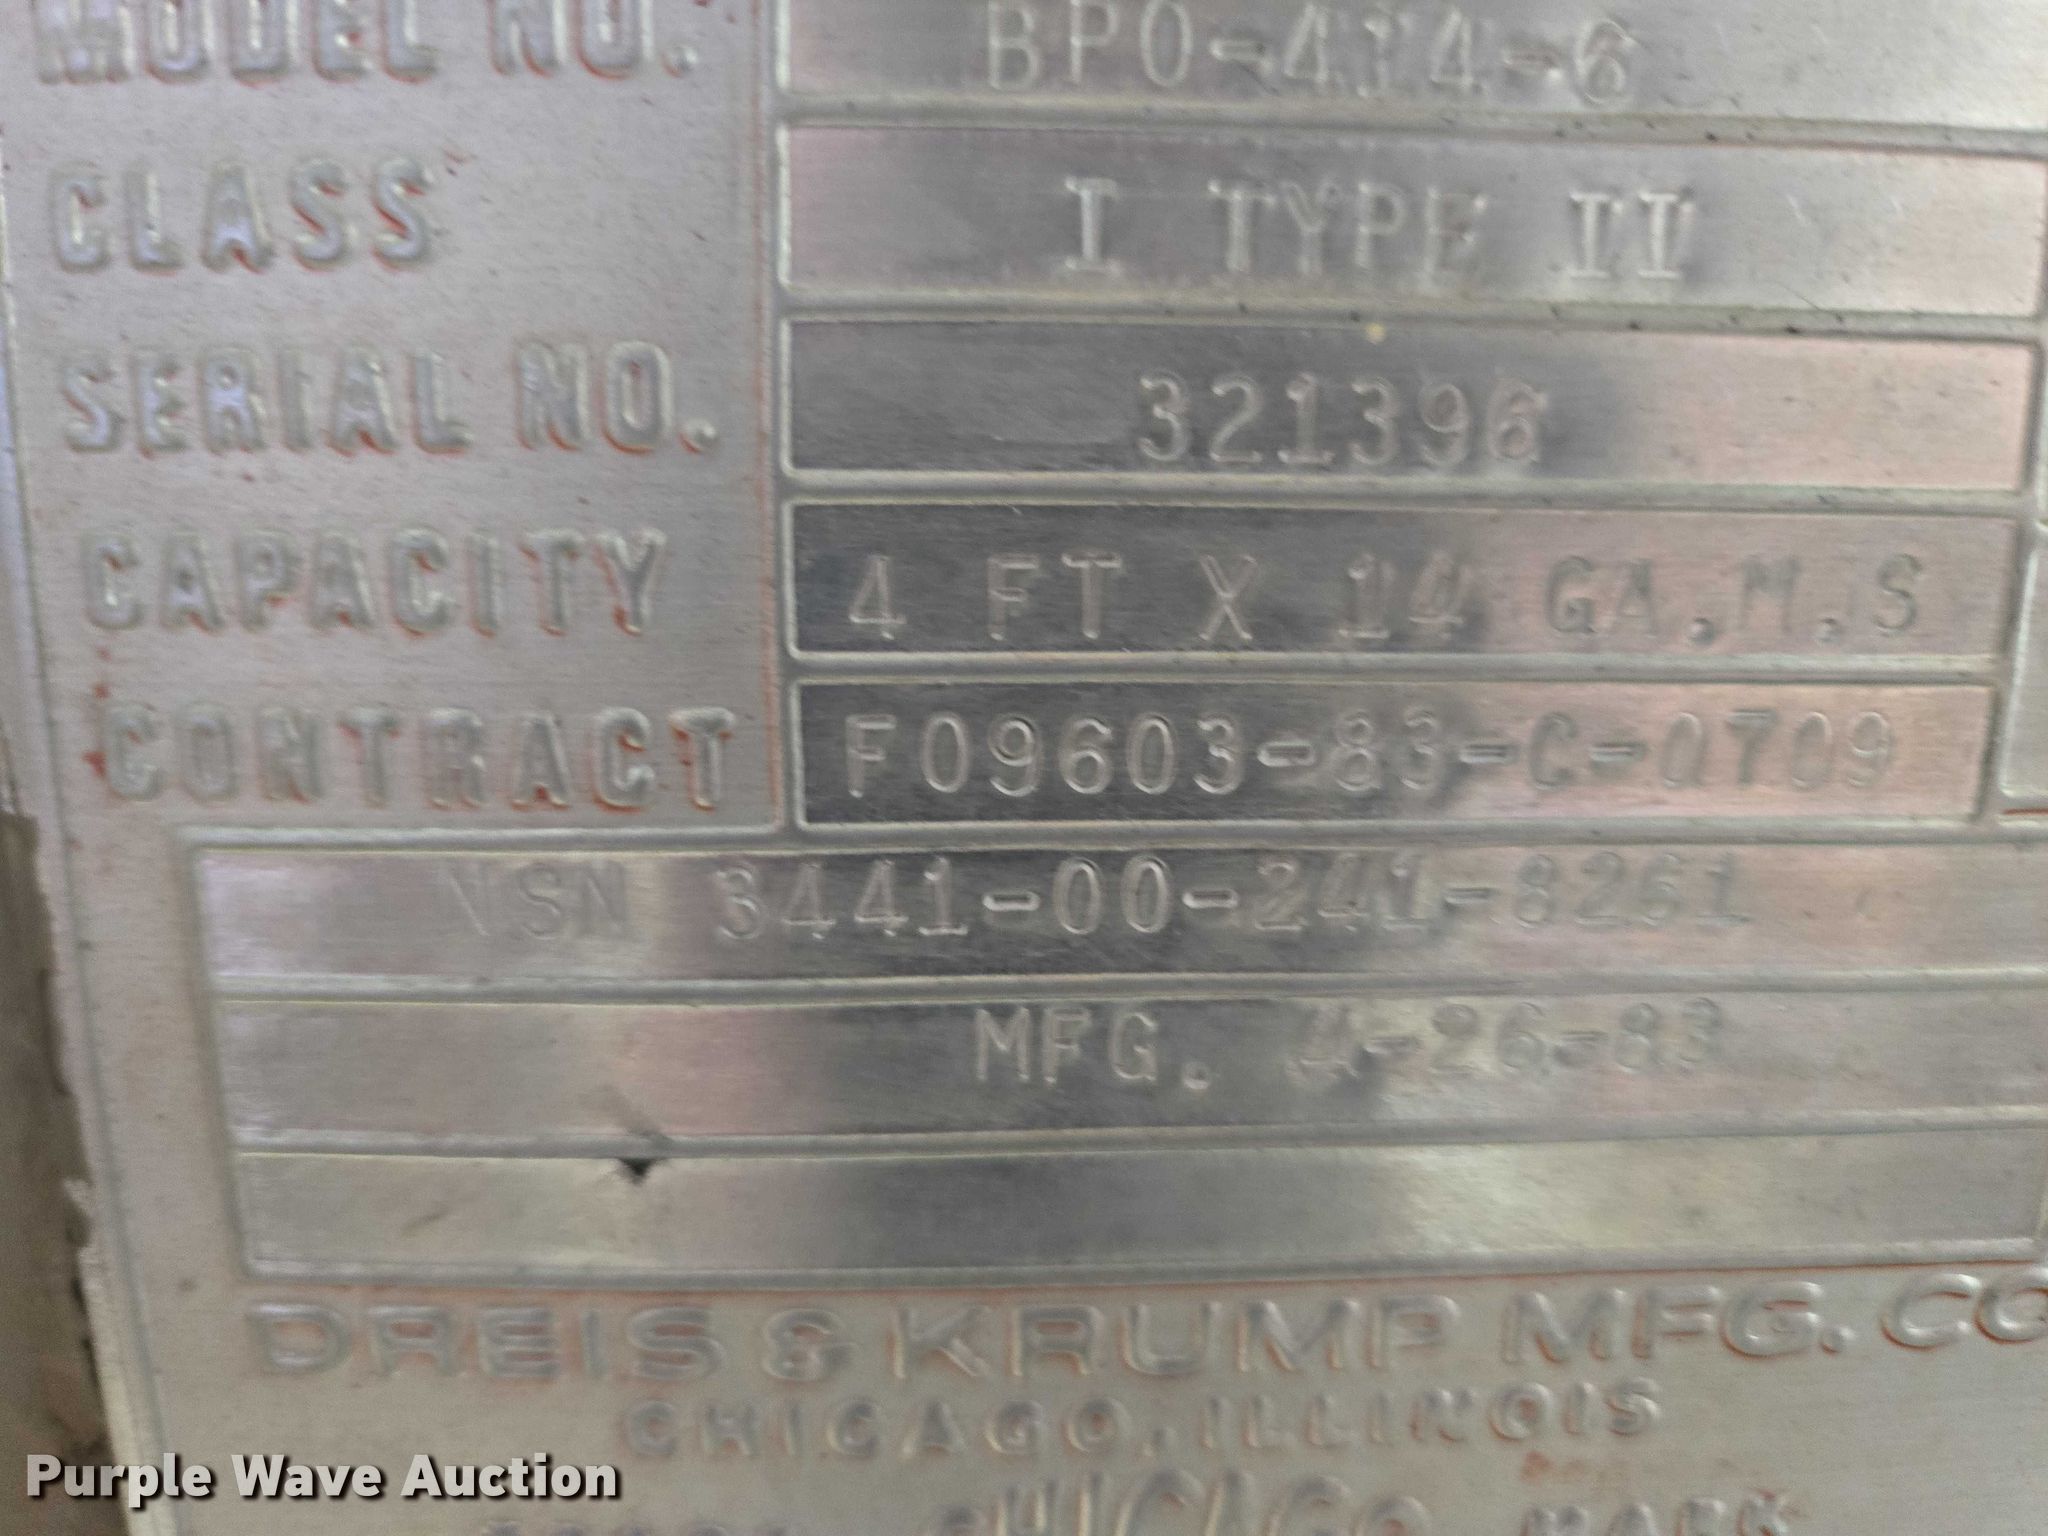 MODEL NO. BPO-414-6
CLASS I TYPE II
SERIAL NO. 321396
CAPACITY 4 FT X 14 GA.M.S
CONTRACT F09603-83-C-0709
NSN 3441-00-241-8261
MFG. 4-26-83
DREIS & KRUMP MFG. CO
CHICAGO, ILLINOIS
CHICAGO MARK
Purple Wave Auction